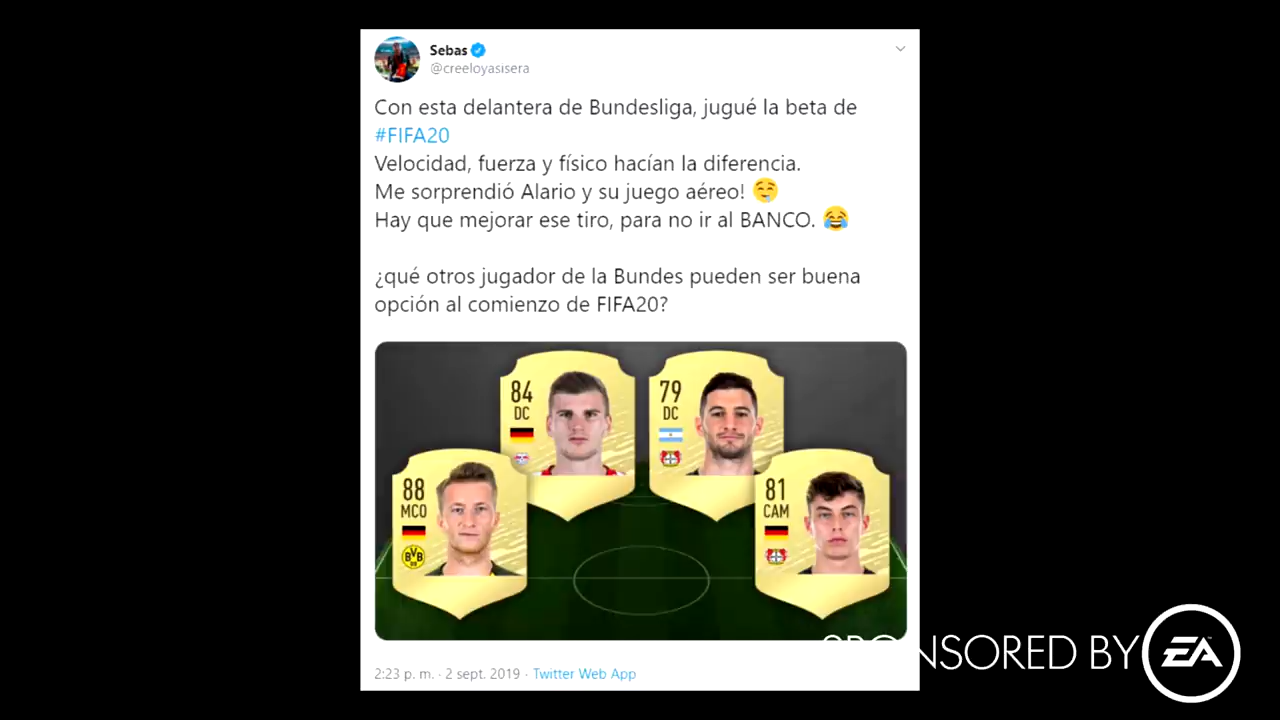 Sebas
@creeloyasisera
Con esta delantera de Bundesliga, jugué la beta de
#FIFA20
Velocidad, fuerza y físico hacían la diferencia.
Me sorprendió Alario y su juego aéreo! 🤤
Hay que mejorar ese tiro, para no ir al BANCO. 😂
¿qué otros jugador de la Bundes pueden ser buena
opción al comienzo de FIFA20?
84
DC
79
DC
88
MCO
BVB
09
81
CAM
SPONSORED BY EA
2:23 p. m. · 2 sept. 2019 · Twitter Web App